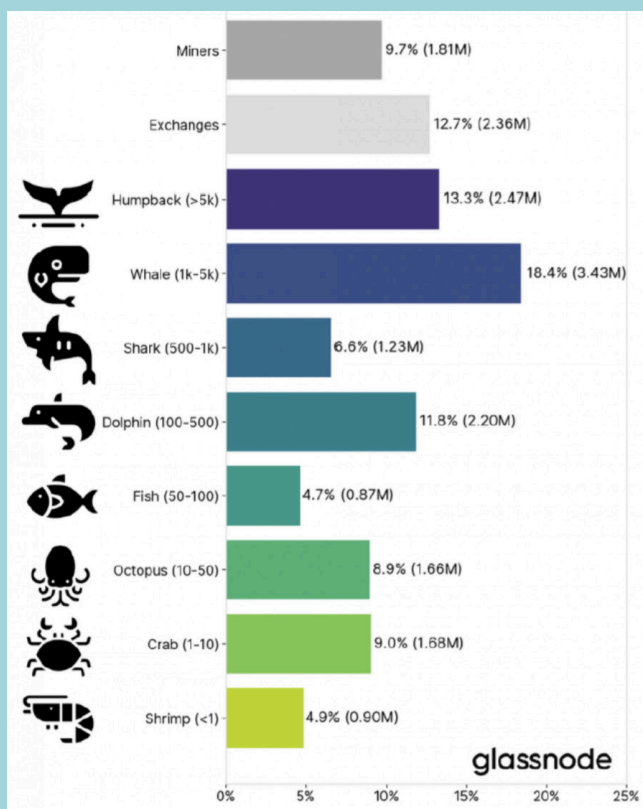 Miners 9.7% (1.81M)
Exchanges 12.7% (2.36M)
Humpback (>5k) 13.3% (2.47M)
Whale (1k-5k) 18.4% (3.43M)
Shark (500-1k) 6.6% (1.23M)
Dolphin (100-500) 11.8% (2.20M)
Fish (50-100) 4.7% (0.87M)
Octopus (10-50) 8.9% (1.66M)
Crab (1-10) 9.0% (1.68M)
Shrimp (<1) 4.9% (0.90M)
glassnode
0% 5% 10% 15% 20% 25%